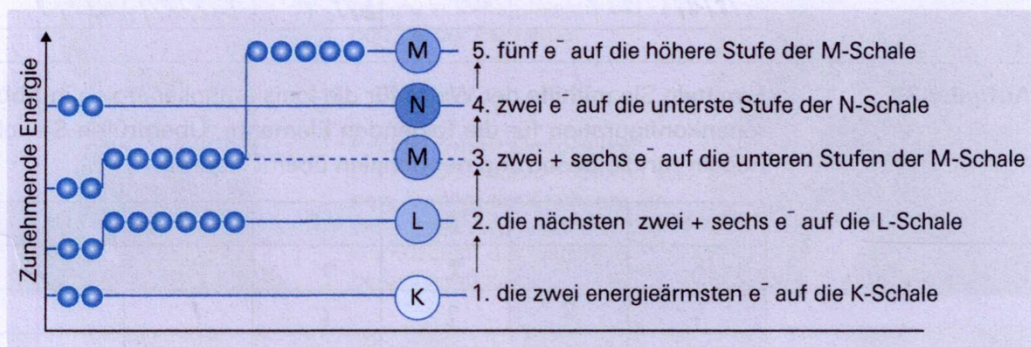 Zunehmende Energie
M 5. fünf e⁻ auf die höhere Stufe der M-Schale
N 4. zwei e⁻ auf die unterste Stufe der N-Schale
M 3. zwei + sechs e⁻ auf die unteren Stufen der M-Schale
L 2. die nächsten zwei + sechs e⁻ auf die L-Schale
K 1. die zwei energieärmsten e⁻ auf die K-Schale